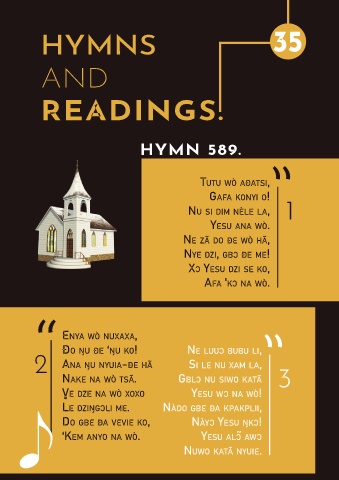 HYMNS
AND
READINGS!
35
HYMN 589.
TUTU WÒ AƉATSI,
GAFA KONYI O!
NU SI DIM NÈLE LA,
YESU ANA WÒ.
NE ZÃ DO ƉE WÒ HÃ,
NYE DZI, GBƆ ƉE ME!
XƆ YESU DZI SE KO,
AFA 'KƆ NA WÒ.
1
2
ENYA WÒ NUXAXA,
ƉO ŊU ƉE 'ŊU KO!
ANA ŊU NYUIA-ƉE HÃ
NAKE NA WÒ TSÃ.
VE DZE NA WÒ XOXO
LE DZIŊGƆLI ME.
DO GBE ƉA VEVIE KO,
'KEM ANYO NA WÒ.
NE LUƲƆ BUBU LI,
SI LE NU XAM LA,
GBLƆ NU SIWO KATÃ
YESU WƆ NA WÒ!
NÀDO GBE ƉA KPAKPLII,
NÀYƆ YESU ŊKƆ!
YESU ALƆ̃ AWƆ
NUWO KATÃ NYUIE.
3